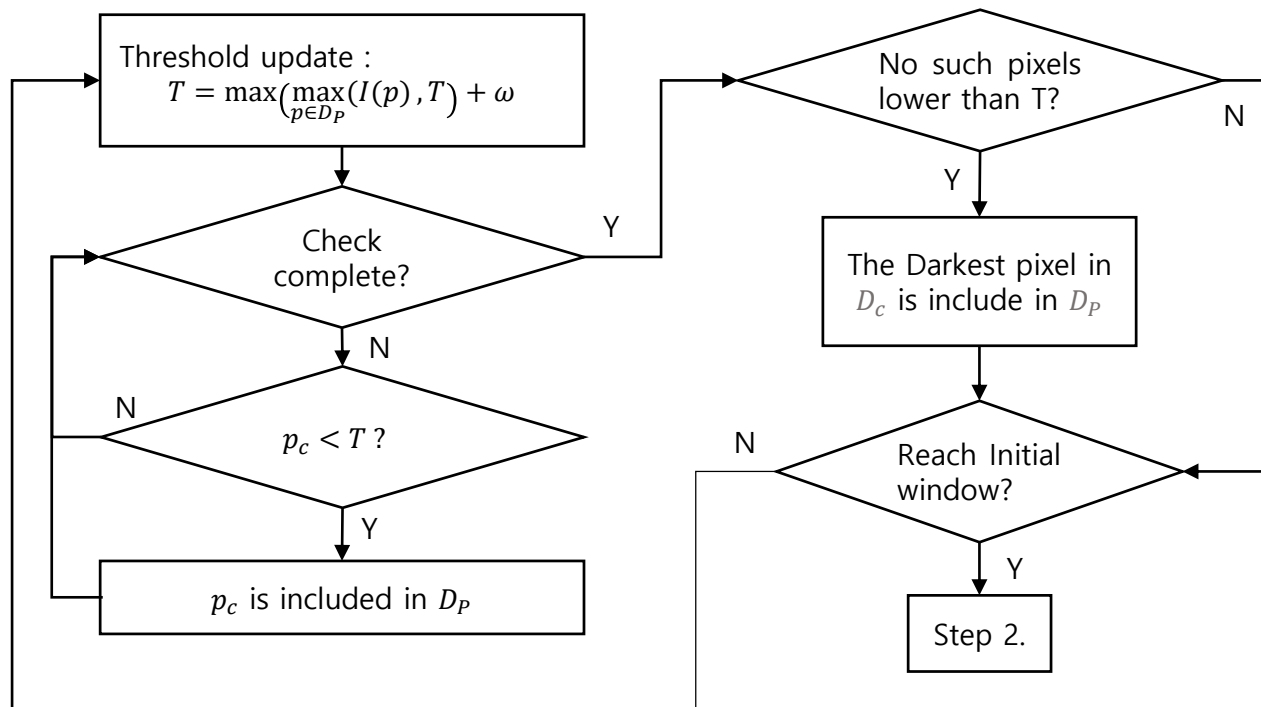 Threshold update :
T = max(max(I(p) , T) + ω
p∈D_P
Check
complete?
Y
N
p_c < T ?
N
Y
p_c is included in D_P
No such pixels
lower than T?
N
Y
The Darkest pixel in
D_c is include in D_P
Reach Initial
window?
N
Y
Step 2.